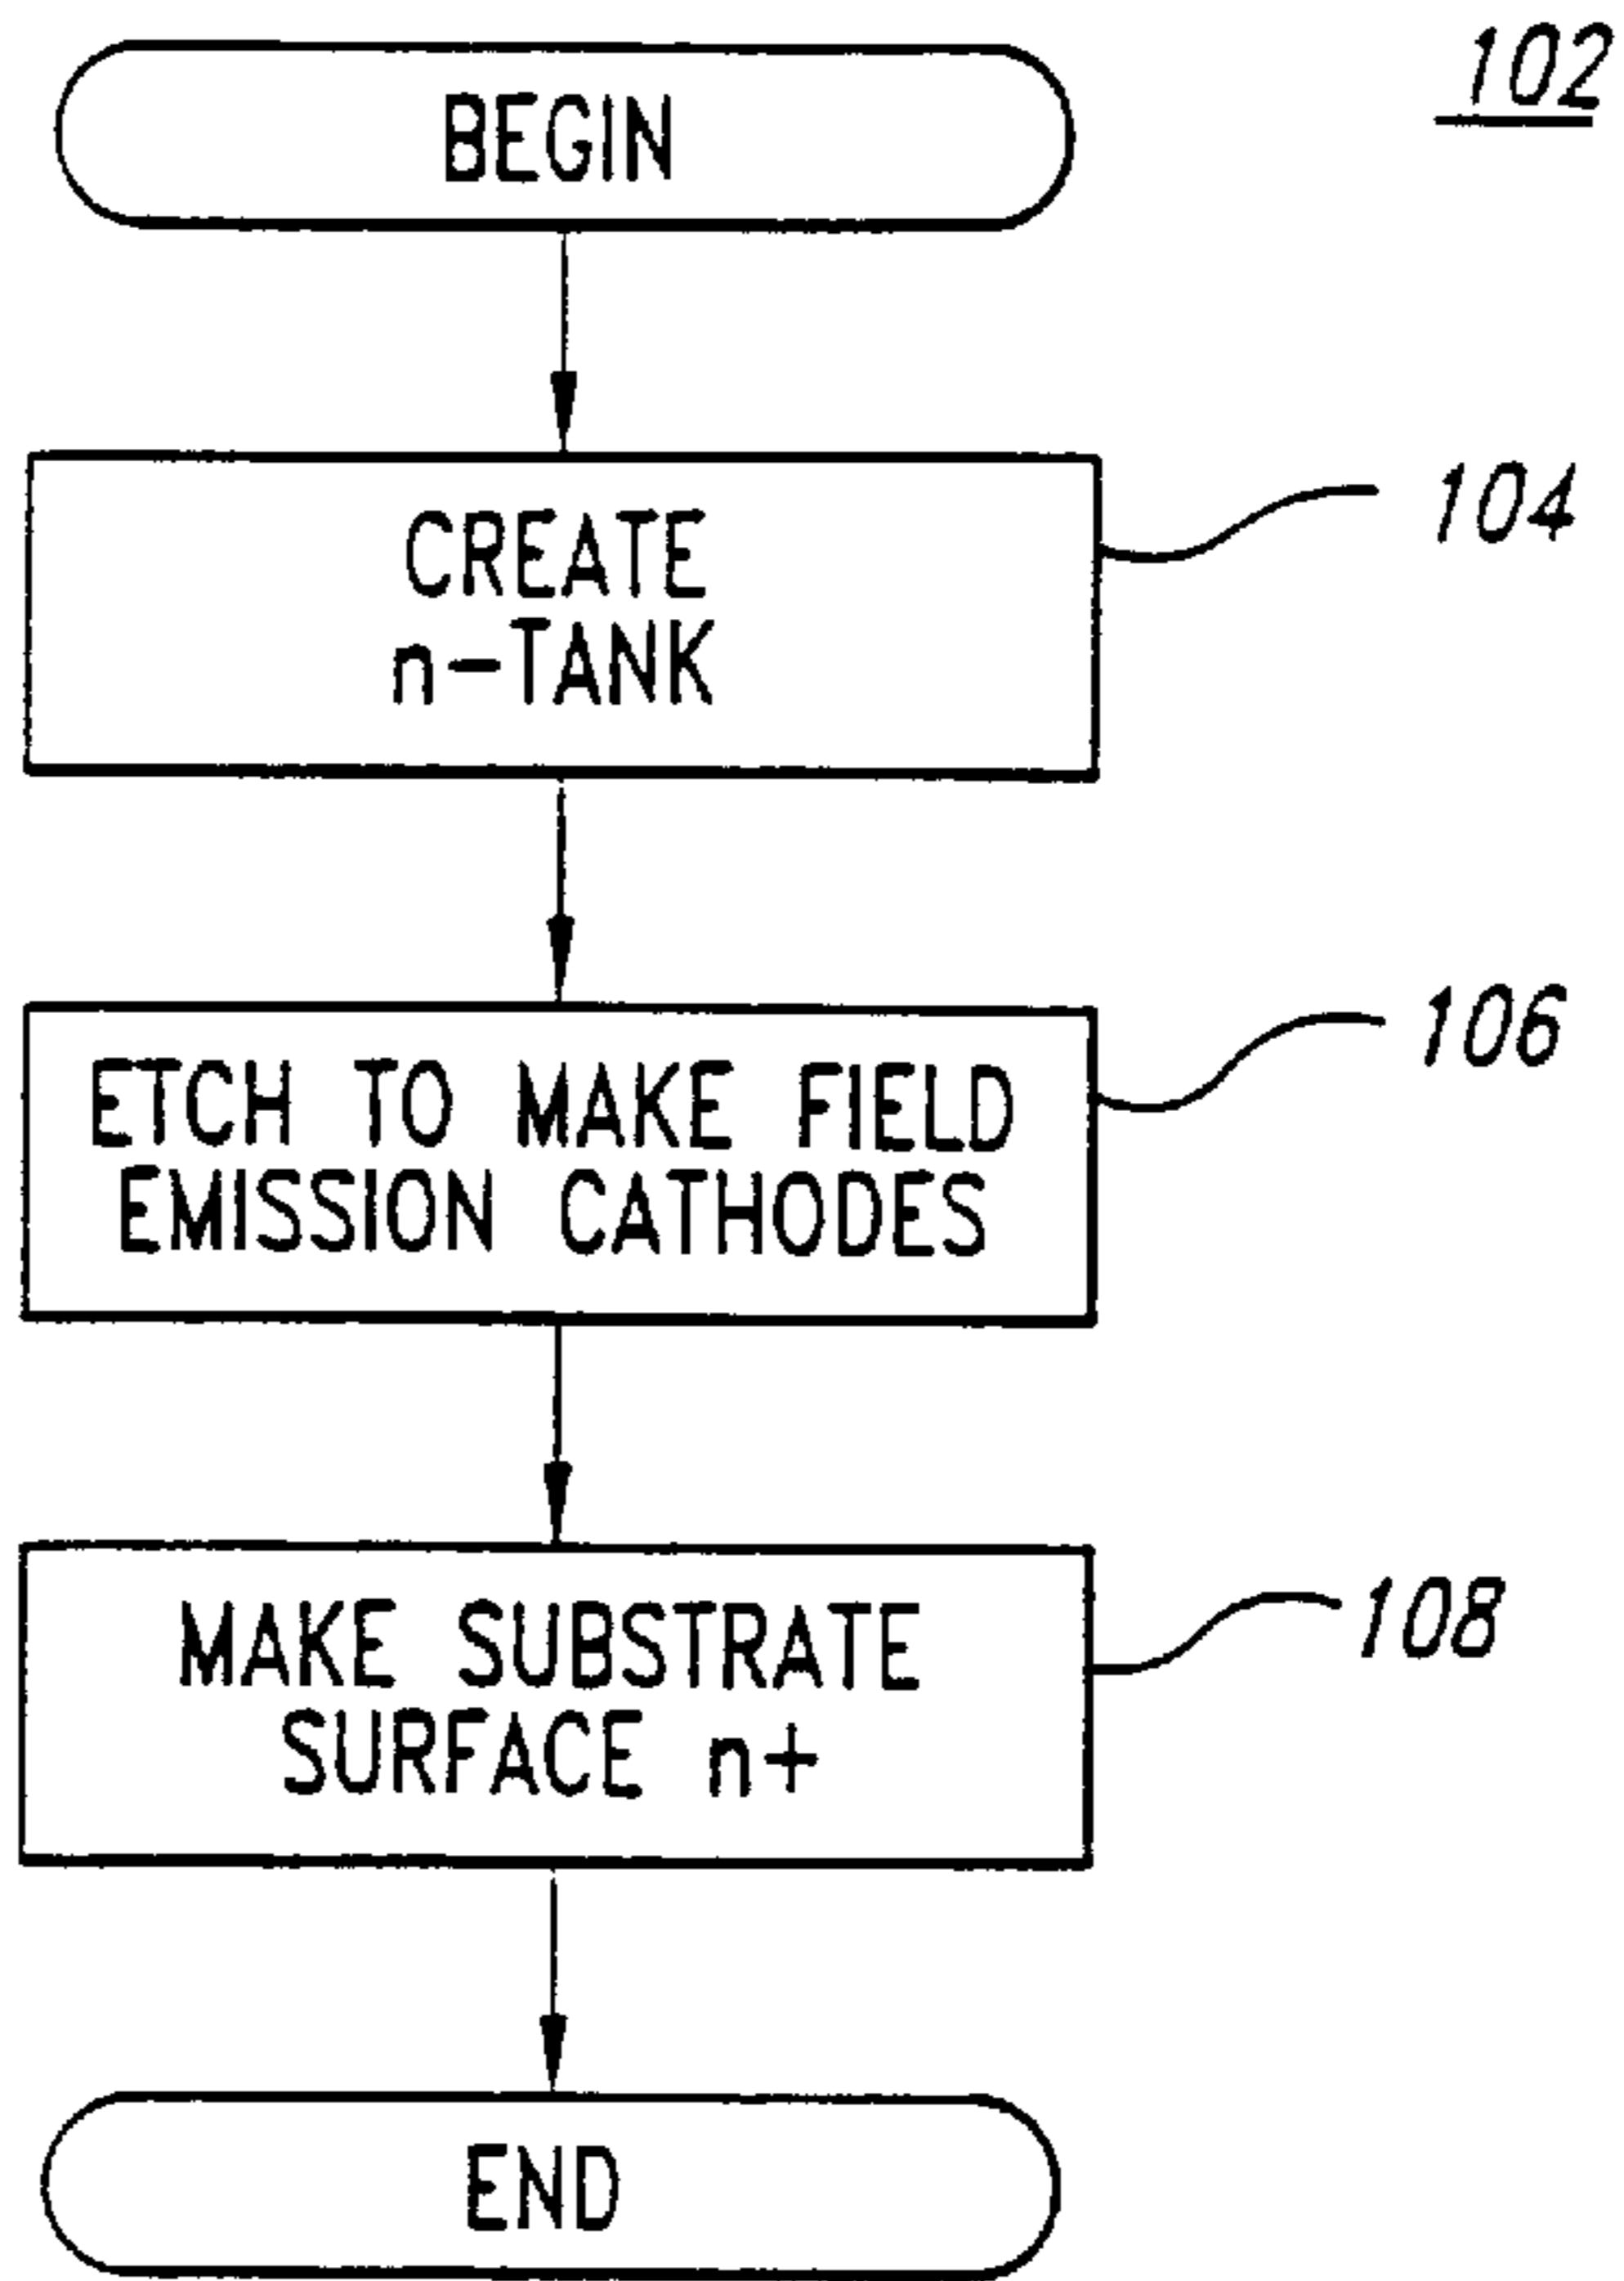 102
BEGIN
CREATE
n-TANK
104
ETCH TO MAKE FIELD
EMISSION CATHODES
106
MAKE SUBSTRATE
SURFACE n+
108
END